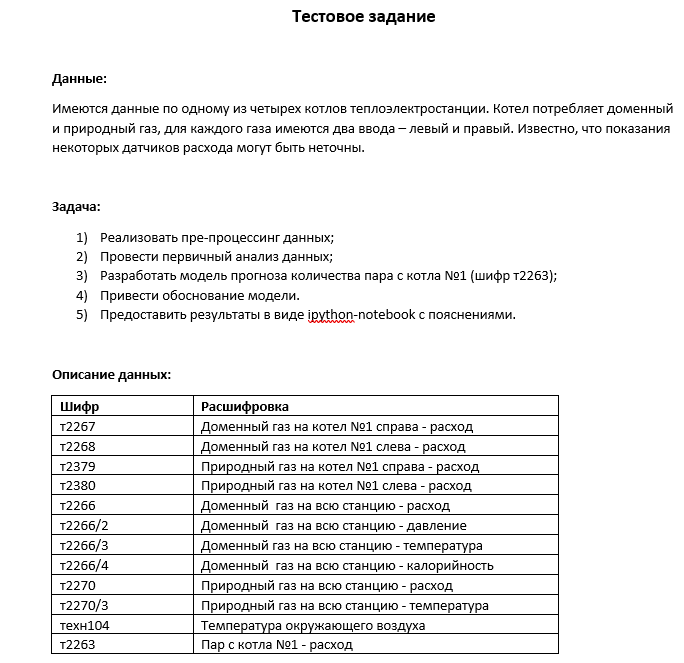 Тестовое задание
Данные:
Имеются данные по одному из четырех котлов теплоэлектростанции. Котел потребляет доменный
и природный газ, для каждого газа имеются два ввода – левый и правый. Известно, что показания
некоторых датчиков расхода могут быть неточны.
Задача:
1) Реализовать пре-процессинг данных;
2) Провести первичный анализ данных;
3) Разработать модель прогноза количества пара с котла №1 (шифр т2263);
4) Привести обоснование модели.
5) Предоставить результаты в виде ipython-notebook с пояснениями.
Описание данных:
Шифр Расшифровка
т2267 Доменный газ на котел №1 справа - расход
т2268 Доменный газ на котел №1 слева - расход
т2379 Природный газ на котел №1 справа - расход
т2380 Природный газ на котел №1 слева - расход
т2266 Доменный газ на всю станцию - расход
т2266/2 Доменный газ на всю станцию - давление
т2266/3 Доменный газ на всю станцию - температура
т2266/4 Доменный газ на всю станцию - калорийность
т2270 Природный газ на всю станцию - расход
т2270/3 Природный газ на всю станцию - температура
техн104 Температура окружающего воздуха
т2263 Пар с котла №1 - расход